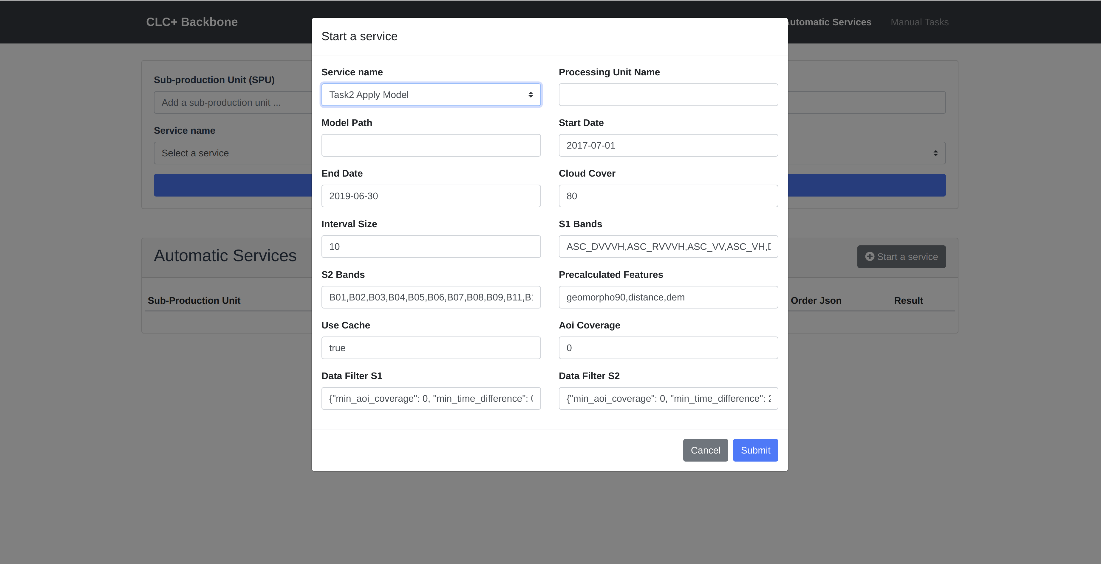 CLC+ Backbone
utomatic Services
Manual Tasks
Start a service
Sub-production Unit (SPU)
Add a sub-production unit ...
Service name
Select a service
Service name
Processing Unit Name
Task2 Apply Model
Model Path
Start Date
2017-07-01
End Date
Cloud Cover
2019-06-30
80
Interval Size
S1 Bands
10
ASC_DVVVH,ASC_RVVVH,ASC_VV,ASC_VH,D
S2 Bands
Precalculated Features
B01,B02,B03,B04,B05,B06,B07,B08,B09,B11,B1
geomorpho90,distance,dem
Use Cache
Aoi Coverage
true
0
Data Filter S1
Data Filter S2
{"min_aoi_coverage": 0, "min_time_difference": 0
{"min_aoi_coverage": 0, "min_time_difference": 2
Cancel
Submit
Automatic Services
Start a service
Sub-Production Unit
Order Json
Result